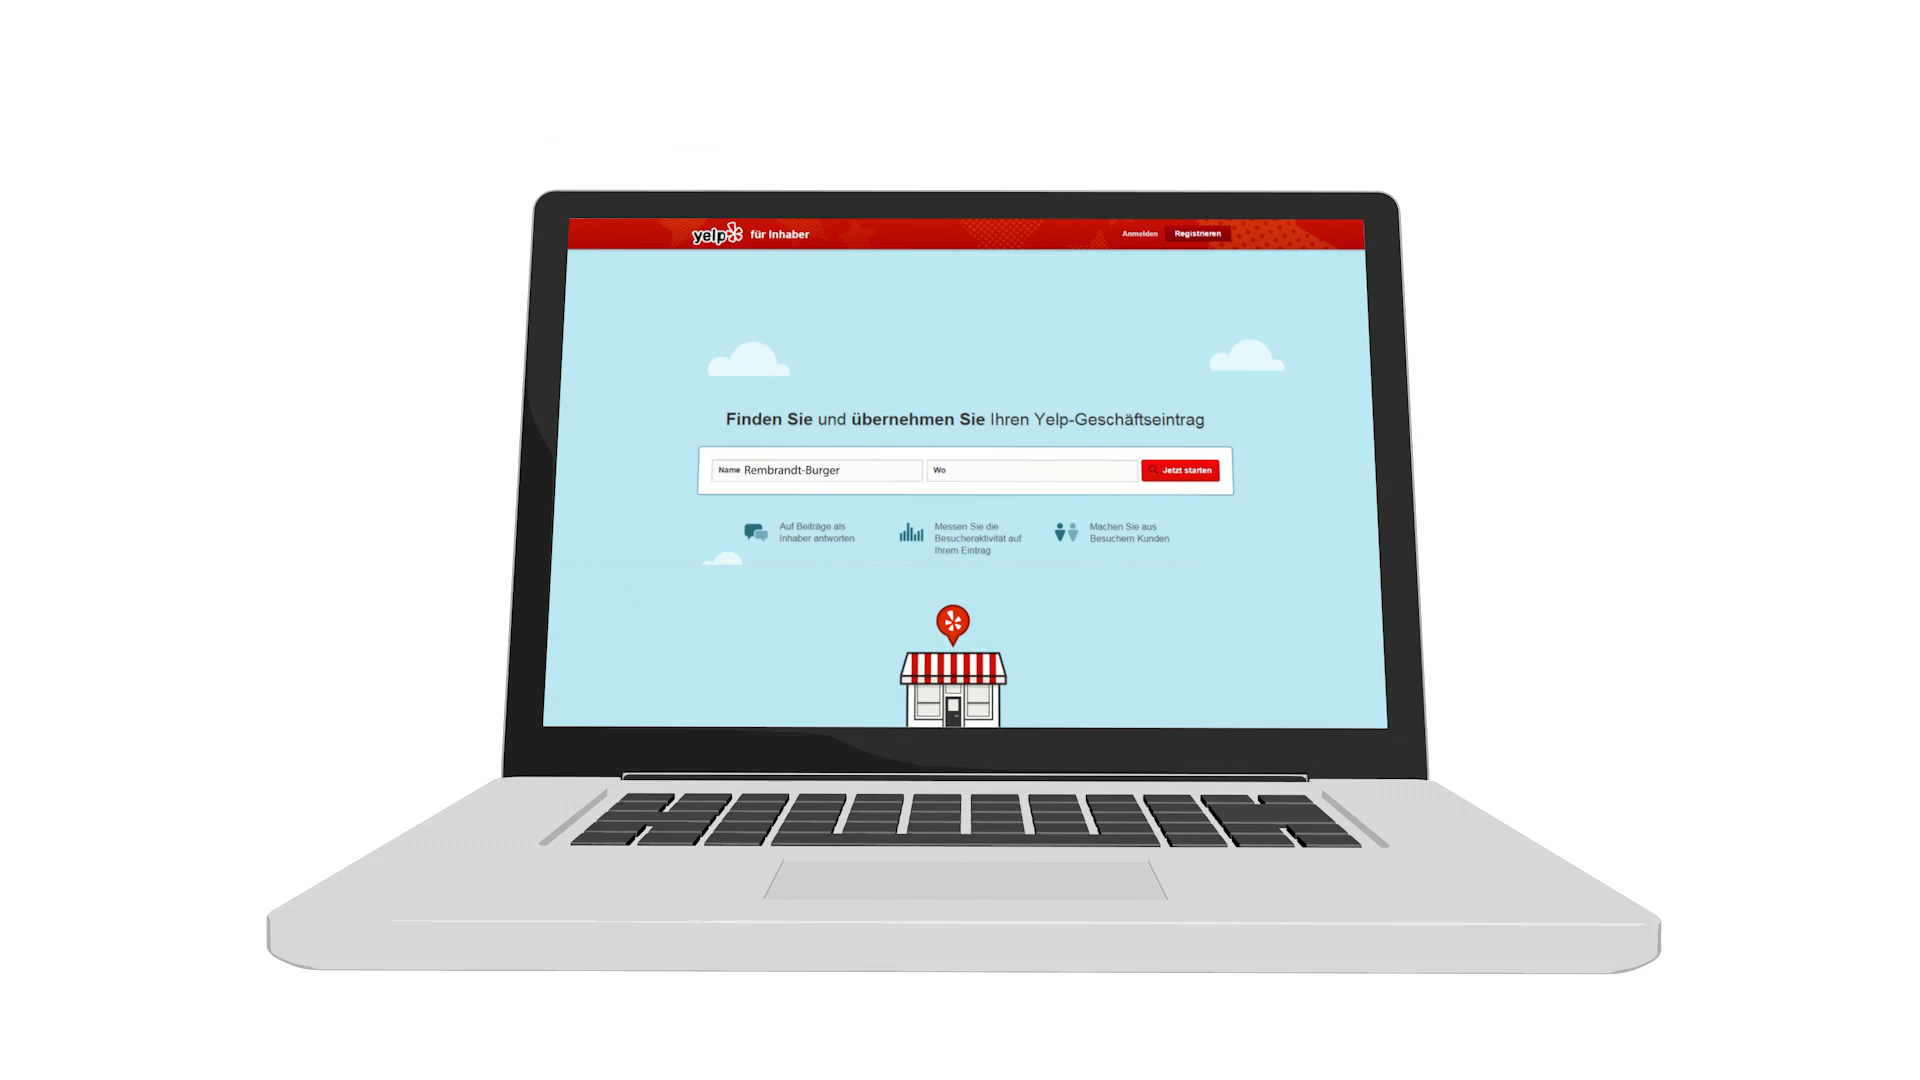 yelp für Inhaber
Anmelden Registrieren
Finden Sie und übernehmen Sie Ihren Yelp-Geschäftseintrag
Name Rembrandt-Burger Wo Jetzt starten
Auf Beiträge als
Inhaber antworten
Messen Sie die
Besucheraktivität auf
Ihrem Eintrag
Machen Sie aus
Besuchern Kunden